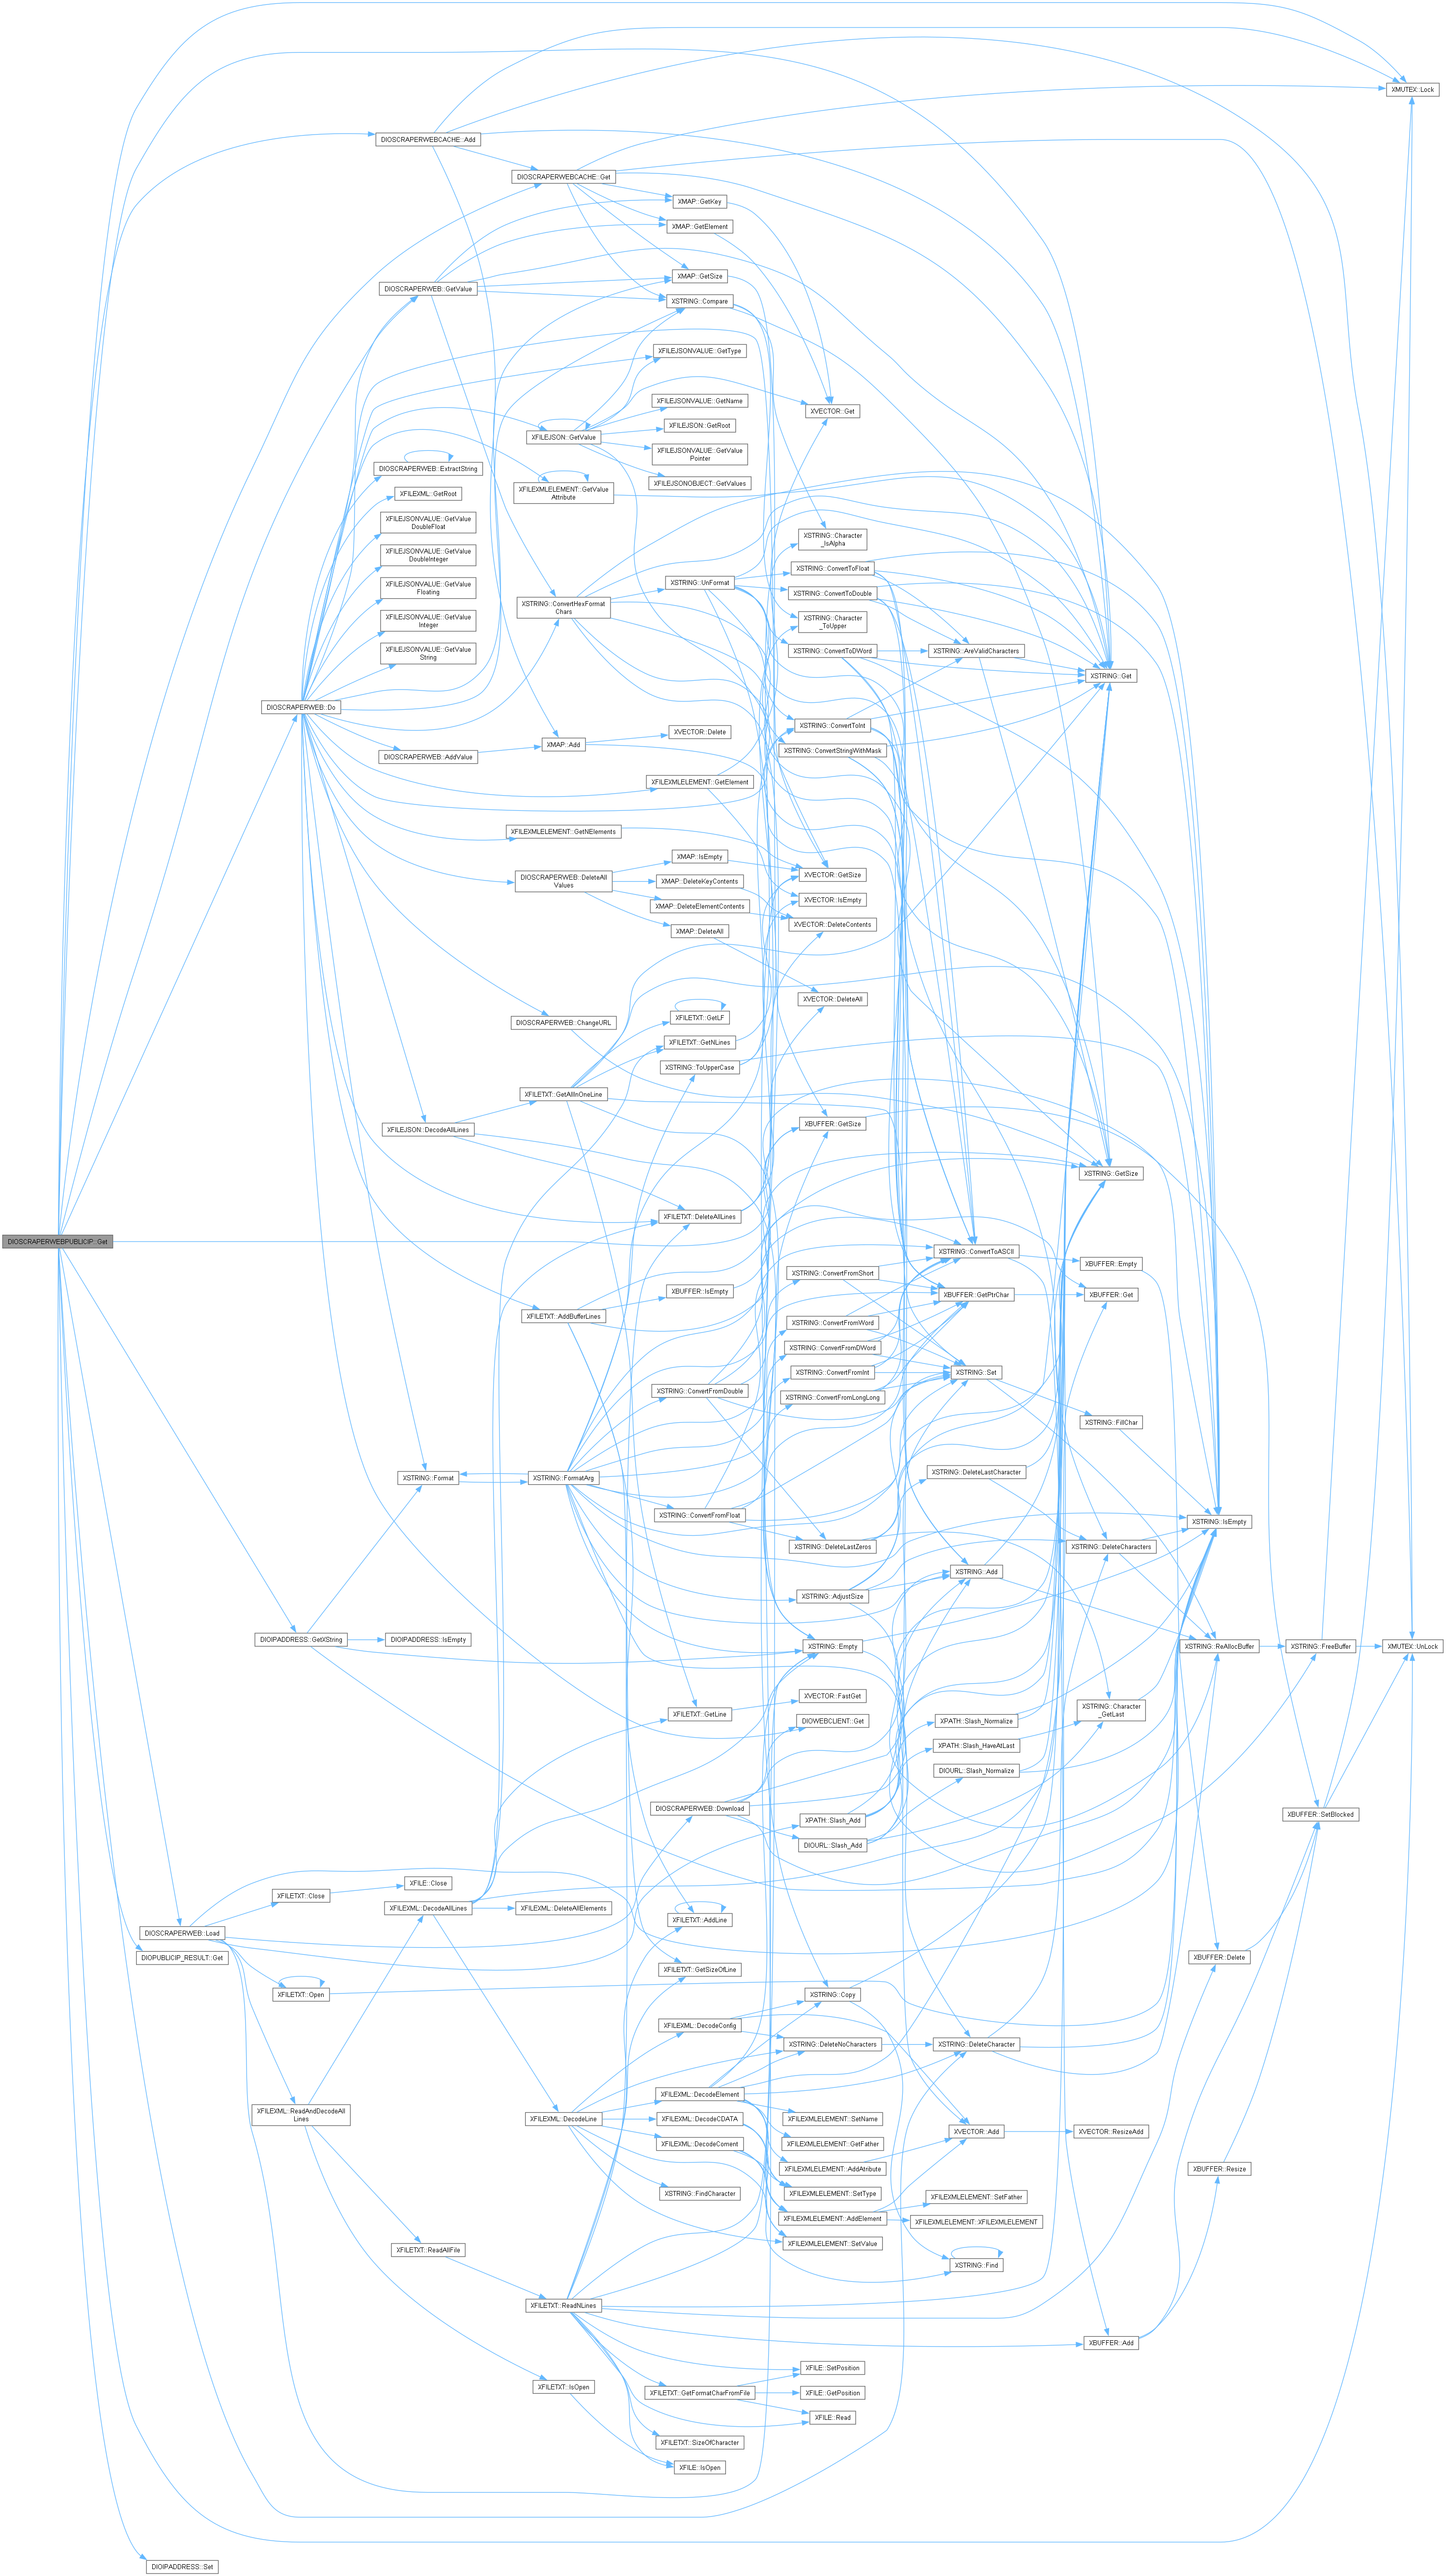 XMUTEX::Lock
DIOSCRAPERWEBCACHE::Add
DIOSCRAPERWEBCACHE::Get
XMAP::GetKey
XMAP::GetElement
XMAP::GetSize
DIOSCRAPERWEB::GetValue
XSTRING::Compare
XFILEJSONVALUE::GetType
XFILEJSONVALUE::GetName
XVECTOR::Get
XFILEJSON::GetRoot
XFILEJSON::GetValue
XFILEJSONVALUE::GetValue
Pointer
DIOSCRAPERWEB::ExtractString
XFILEJSONOBJECT::GetValues
XFILEXML::GetRoot
XFILEXMLELEMENT::GetValue
Attribute
XFILEJSONVALUE::GetValue
DoubleFloat
XSTRING::Character
_IsAlpha
XFILEJSONVALUE::GetValue
DoubleInteger
XSTRING::ConvertToFloat
XSTRING::UnFormat
XFILEJSONVALUE::GetValue
Floating
XSTRING::ConvertToDouble
XSTRING::ConvertHexFormat
Chars
XFILEJSONVALUE::GetValue
Integer
XSTRING::Character
_ToUpper
XFILEJSONVALUE::GetValue
String
XSTRING::ConvertToDWord
XSTRING::AreValidCharacters
XSTRING::Get
DIOSCRAPERWEB::Do
XSTRING::ConvertToInt
XVECTOR::Delete
XMAP::Add
XSTRING::ConvertStringWithMask
DIOSCRAPERWEB::AddValue
XFILEXMLELEMENT::GetElement
XFILEXMLELEMENT::GetNElements
XMAP::IsEmpty
XVECTOR::GetSize
DIOSCRAPERWEB::DeleteAll
Values
XMAP::DeleteKeyContents
XVECTOR::IsEmpty
XMAP::DeleteElementContents
XVECTOR::DeleteContents
XMAP::DeleteAll
XVECTOR::DeleteAll
DIOSCRAPERWEB::ChangeURL
XFILETXT::GetLF
XFILETXT::GetNLines
XSTRING::ToUpperCase
XFILETXT::GetAllInOneLine
XBUFFER::GetSize
XFILEJSON::DecodeAllLines
XSTRING::GetSize
XFILETXT::DeleteAllLines
DIOSCRAPERWEBPUBLICIP::Get
XSTRING::ConvertToASCII
XBUFFER::Empty
XSTRING::ConvertFromShort
XBUFFER::IsEmpty
XBUFFER::GetPtrChar
XBUFFER::Get
XFILETXT::AddBufferLines
XSTRING::ConvertFromWord
XSTRING::ConvertFromDWord
XSTRING::ConvertFromInt
XSTRING::Set
XSTRING::ConvertFromDouble
XSTRING::ConvertFromLongLong
XSTRING::FillChar
XSTRING::DeleteLastCharacter
XSTRING::Format
XSTRING::FormatArg
XSTRING::ConvertFromFloat
XSTRING::IsEmpty
XSTRING::DeleteLastZeros
XSTRING::DeleteCharacters
XSTRING::Add
XSTRING::AdjustSize
DIOIPADDRESS::GetXString
DIOIPADDRESS::IsEmpty
XSTRING::Empty
XSTRING::ReAllocBuffer
XSTRING::FreeBuffer
XMUTEX::UnLock
XVECTOR::FastGet
XSTRING::Character
_GetLast
XFILETXT::GetLine
DIOWEBCLIENT::Get
XPATH::Slash_Normalize
XPATH::Slash_HaveAtLast
DIOURL::Slash_Normalize
DIOSCRAPERWEB::Download
XPATH::Slash_Add
XBUFFER::SetBlocked
DIOURL::Slash_Add
XFILE::Close
XFILETXT::Close
XFILEXML::DecodeAllLines
XFILEXML::DeleteAllElements
XFILETXT::AddLine
DIOSCRAPERWEB::Load
DIOPUBLICIP_RESULT::Get
XBUFFER::Delete
XFILETXT::GetSizeOfLine
XFILETXT::Open
XSTRING::Copy
XFILEXML::DecodeConfig
XSTRING::DeleteNoCharacters
XSTRING::DeleteCharacter
XFILEXML::DecodeElement
XFILEXML::ReadAndDecodeAll
Lines
XFILEXML::DecodeLine
XFILEXML::DecodeCDATA
XFILEXMLELEMENT::SetName
XVECTOR::Add
XVECTOR::ResizeAdd
XFILEXML::DecodeComent
XFILEXMLELEMENT::GetFather
XFILEXMLELEMENT::AddAtribute
XBUFFER::Resize
XSTRING::FindCharacter
XFILEXMLELEMENT::SetType
XFILEXMLELEMENT::SetFather
XFILEXMLELEMENT::AddElement
XFILEXMLELEMENT::XFILEXMLELEMENT
XFILEXMLELEMENT::SetValue
XFILETXT::ReadAllFile
XSTRING::Find
XFILETXT::ReadNLines
XBUFFER::Add
XFILE::SetPosition
XFILETXT::IsOpen
XFILETXT::GetFormatCharFromFile
XFILE::GetPosition
XFILE::Read
XFILETXT::SizeOfCharacter
XFILE::IsOpen
DIOIPADDRESS::Set